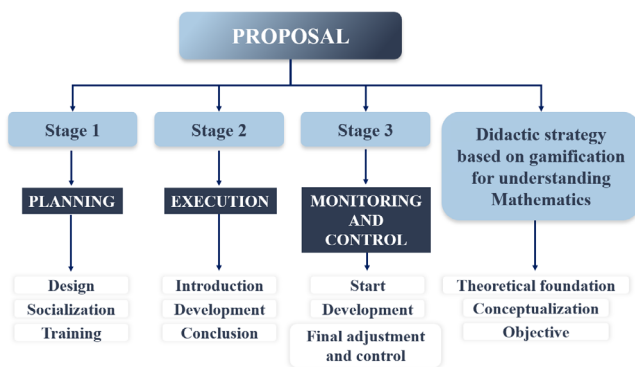 PROPOSAL
Stage 1
Stage 2
Stage 3
Didactic strategy
based on gamification
for understanding
Mathematics
PLANNING
EXECUTION
MONITORING
AND
CONTROL
Design
Socialization
Training
Introduction
Development
Conclusion
Start
Development
Final adjustment
and control
Theoretical foundation
Conceptualization
Objective